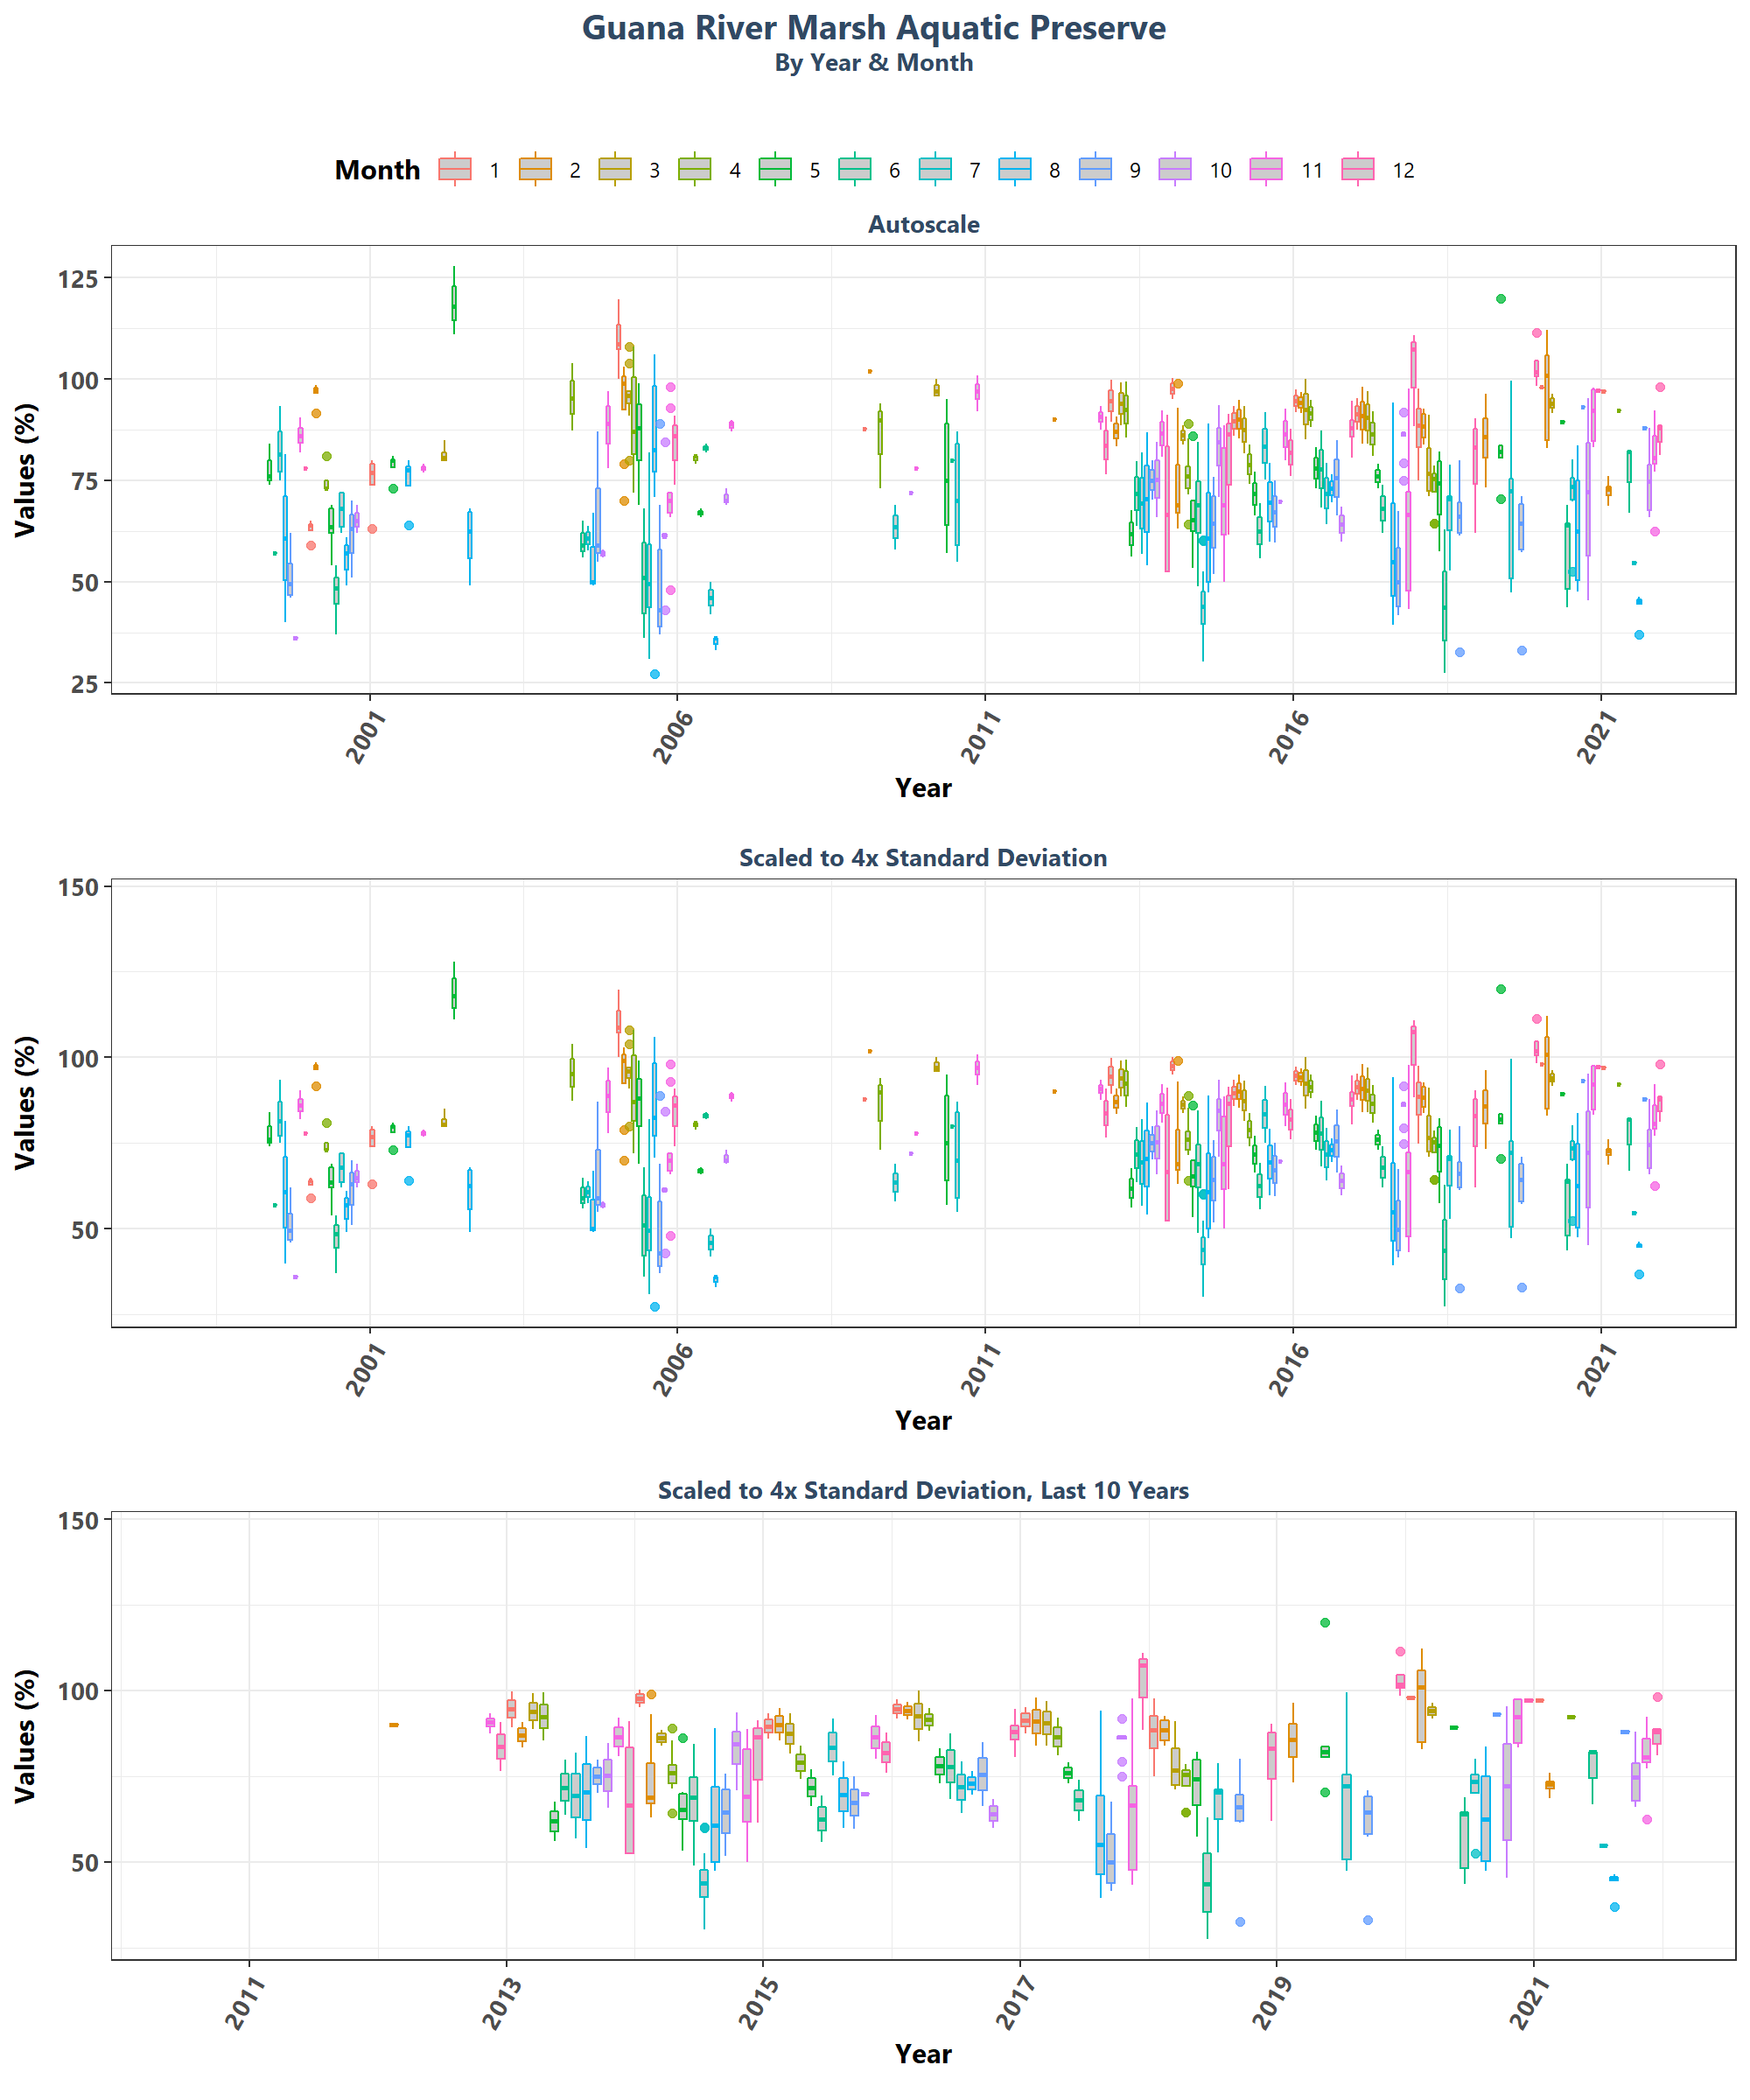 Guana River Marsh Aquatic Preserve
By Year & Month
Month 1 2 3 4 5 6 7 8 9 10 11 12
Autoscale
Values (%)
125
100
75
50
25
2001 2006 2011 2016 2021
Year
Scaled to 4x Standard Deviation
Values (%)
150
100
50
2001 2006 2011 2016 2021
Year
Scaled to 4x Standard Deviation, Last 10 Years
Values (%)
150
100
50
2011 2013 2015 2017 2019 2021
Year